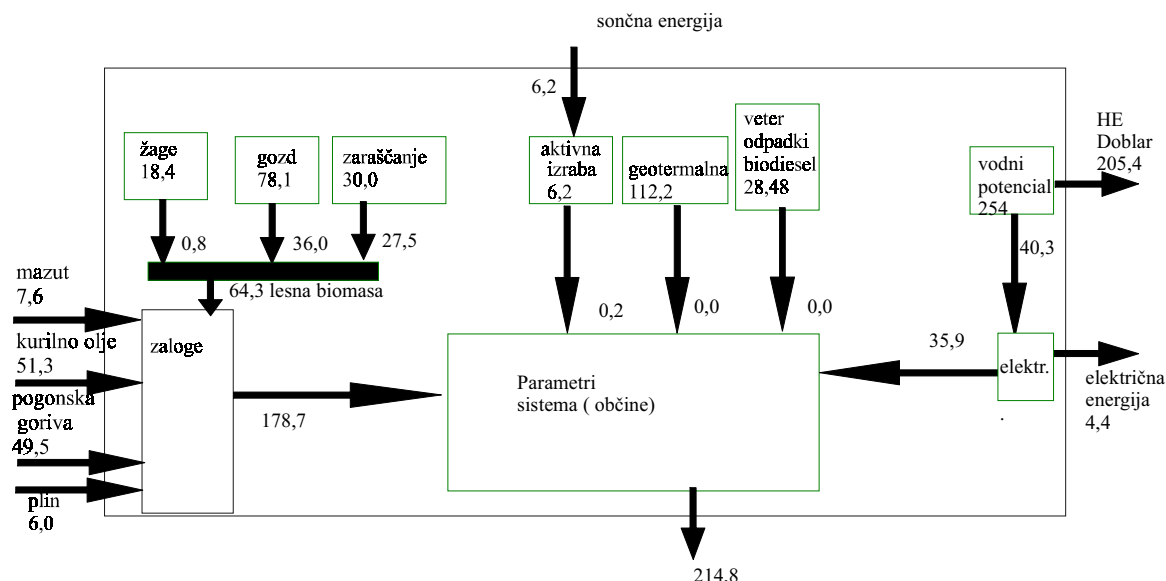 sončna energija
6,2
žage
18,4
gozd
78,1
zaraščanje
30,0
aktivna
izraba
6,2
geotermalna
112,2
veter
odpadki
biodiesel
28,48
vodni
potencial
254
HE
Doblar
205,4
0,8
36,0
27,5
40,3
64,3 lesna biomasa
mazut
7,6
kurilno olje
51,3
pogonska
goriva
49,5
plin
6,0
zaloge
178,7
0,2
0,0
0,0
Parametri
sistema ( občine)
35,9
elektr.
.
električna
energija
4,4
214,8